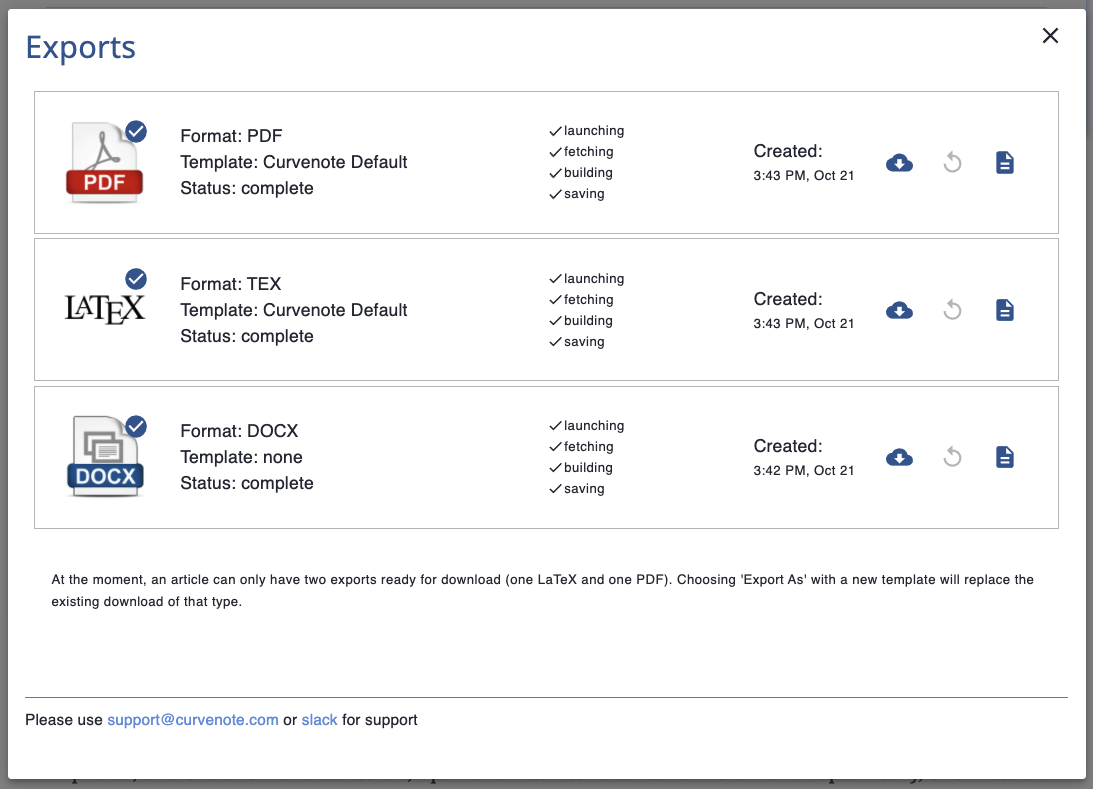 Exports
PDF
Format: PDF
Template: Curvenote Default
Status: complete
launching
fetching
building
saving
Created:
3:43 PM, Oct 21
LATEX
Format: TEX
Template: Curvenote Default
Status: complete
launching
fetching
building
saving
Created:
3:43 PM, Oct 21
DOCX
Format: DOCX
Template: none
Status: complete
launching
fetching
building
saving
Created:
3:42 PM, Oct 21
At the moment, an article can only have two exports ready for download (one LaTeX and one PDF). Choosing 'Export As' with a new template will replace the
existing download of that type.
Please use support@curvenote.com or slack for support